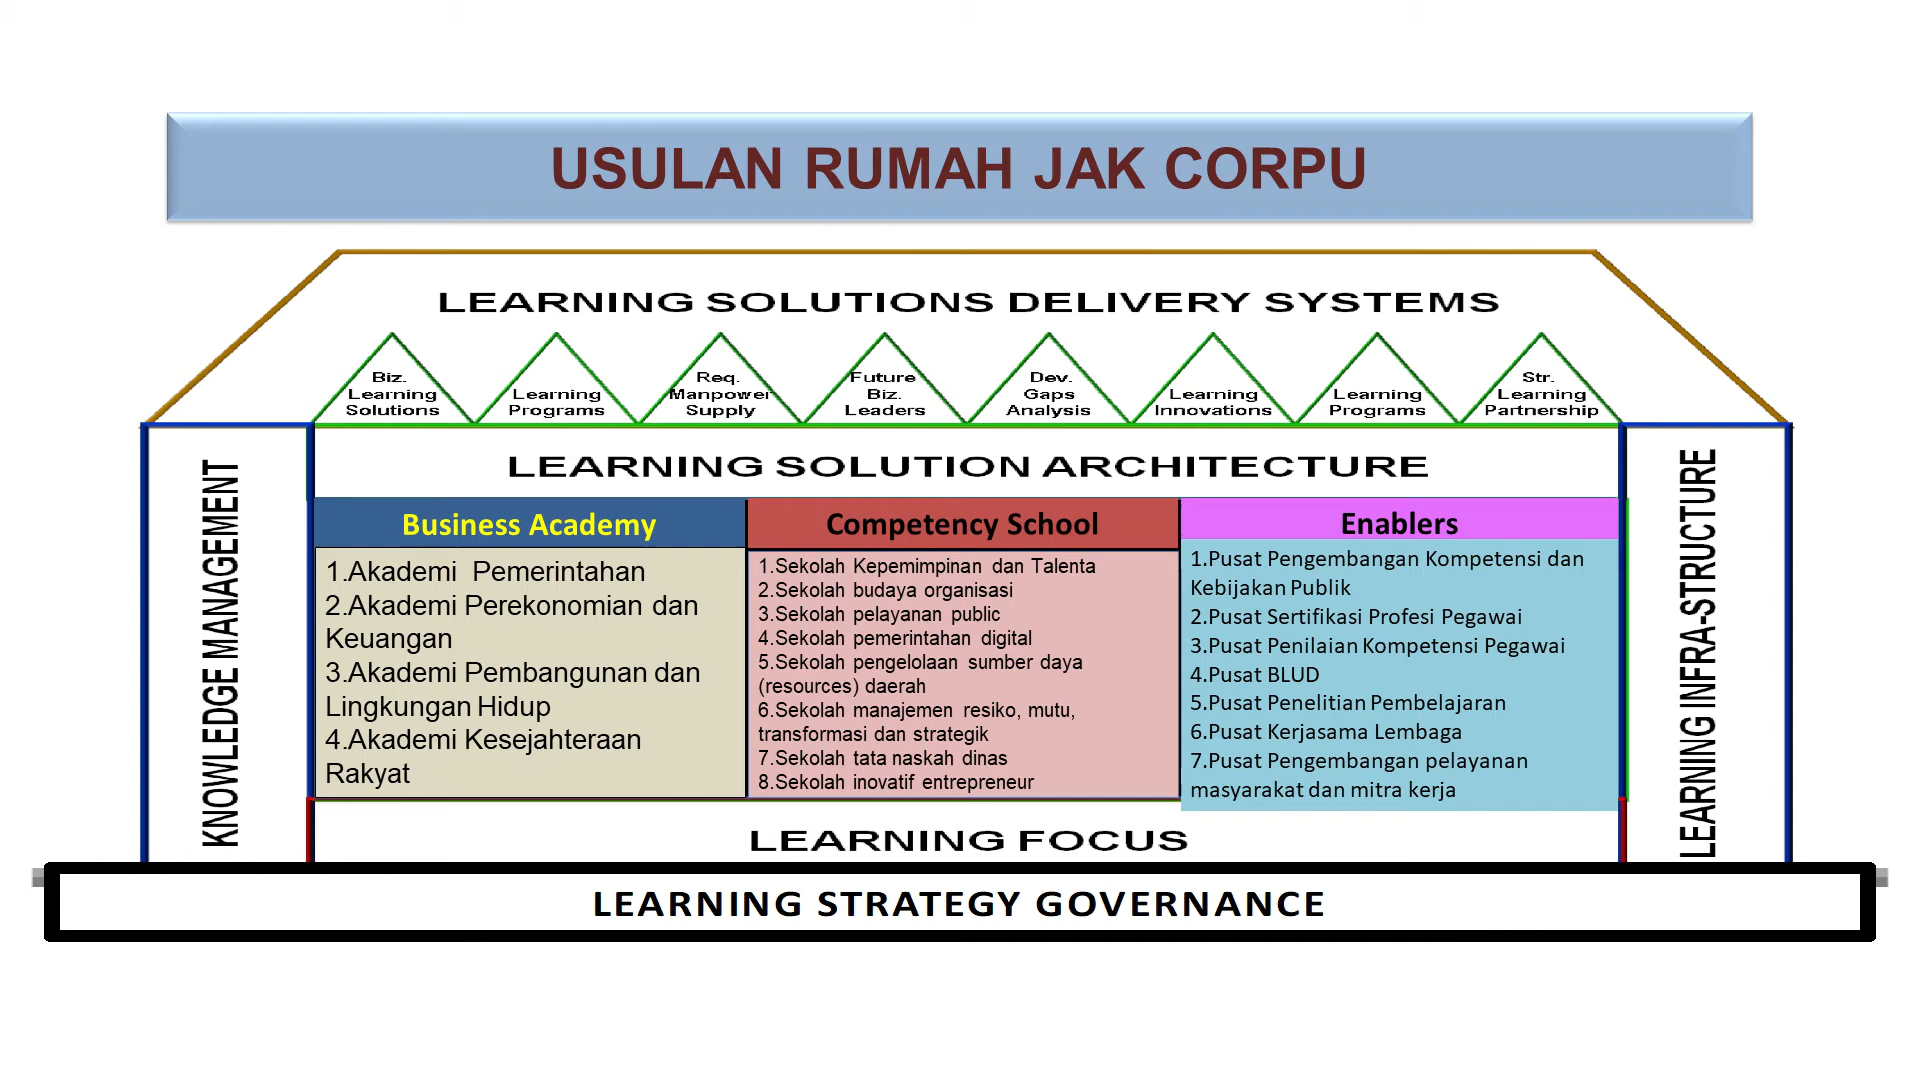 USULAN RUMAH JAK CORPU
LEARNING SOLUTIONS DELIVERY SYSTEMS
Biz.
Learning
Solutions
Learning
Programs
Req.
Manpower
Supply
Future
Biz.
Leaders
Dev.
Gaps
Analysis
Learning
Innovations
Learning
Programs
Str.
Learning
Partnership
LEARNING SOLUTION ARCHITECTURE
KNOWLEDGE MANAGEMENT
Business Academy
1.Akademi Pemerintahan
2.Akademi Perekonomian dan
Keuangan
3.Akademi Pembangunan dan
Lingkungan Hidup
4.Akademi Kesejahteraan
Rakyat
Competency School
1.Sekolah Kepemimpinan dan Talenta
2.Sekolah budaya organisasi
3.Sekolah pelayanan public
4.Sekolah pemerintahan digital
5.Sekolah pengelolaan sumber daya
(resources) daerah
6.Sekolah manajemen resiko, mutu,
transformasi dan strategik
7.Sekolah tata naskah dinas
8.Sekolah inovatif entrepreneur
Enablers
1.Pusat Pengembangan Kompetensi dan
Kebijakan Publik
2.Pusat Sertifikasi Profesi Pegawai
3.Pusat Penilaian Kompetensi Pegawai
4.Pusat BLUD
5.Pusat Penelitian Pembelajaran
6.Pusat Kerjasama Lembaga
7.Pusat Pengembangan pelayanan
masyarakat dan mitra kerja
LEARNING INFRA-STRUCTURE
LEARNING FOCUS
LEARNING STRATEGY GOVERNANCE